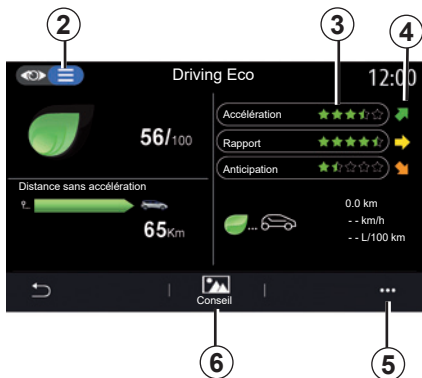 2
3
4
Driving Eco
12:00
56/100
Accélération
Rapport
Anticipation
Distance sans accélération
65Km
...
0.0 km
- - km/h
- - L/100 km
Conseil
...
6
5